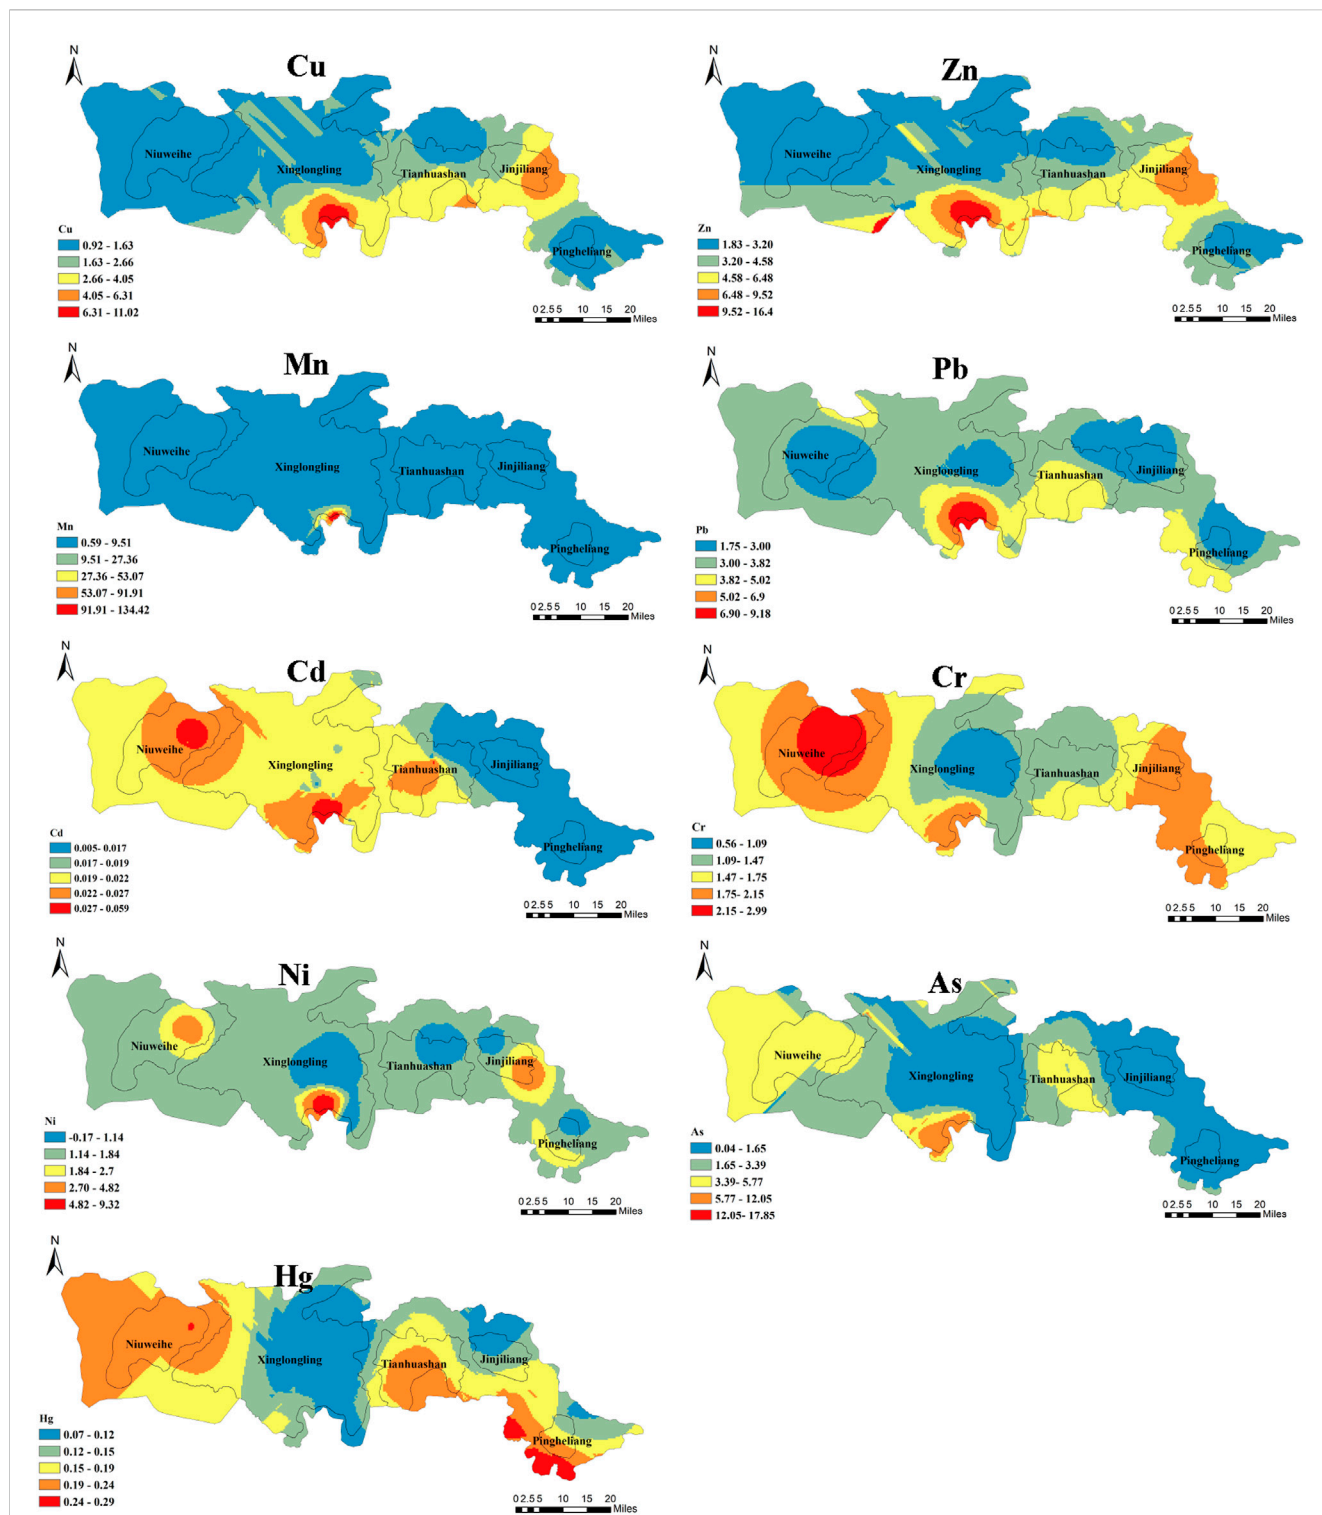 N
Cu
Niuweihe
Xinglongling
Tianhuashan
Jinjiliang
Pingheliang
Cu
0.92 - 1.63
1.63 - 2.66
2.66 - 4.05
4.05 - 6.31
6.31 - 11.02
0 2.5 5 10 15 20
Miles
N
Zn
Niuweihe
Xinglongling
Tianhuashan
Jinjiliang
Pingheliang
Zn
1.83 - 3.20
3.20 - 4.58
4.58 - 6.48
6.48 - 9.52
9.52 - 16.4
0 2.5 5 10 15 20
Miles
N
Mn
Niuweihe
Xinglongling
Tianhuashan
Jinjiliang
Pingheliang
Mn
0.59 - 9.51
9.51 - 27.36
27.36 - 53.07
53.07 - 91.91
91.91 - 134.42
0 2.5 5 10 15 20
Miles
N
Pb
Niuweihe
Xinglongling
Tianhuashan
Jinjiliang
Pingheliang
Pb
1.75 - 3.00
3.00 - 3.82
3.82 - 5.02
5.02 - 6.9
6.90 - 9.18
0 2.5 5 10 15 20
Miles
N
Cd
Niuweihe
Xinglongling
Tianhuashan
Jinjiliang
Pingheliang
Cd
0.005- 0.017
0.017 - 0.019
0.019 - 0.022
0.022 - 0.027
0.027 - 0.059
0 2.5 5 10 15 20
Miles
N
Cr
Niuweihe
Xinglongling
Tianhuashan
Jinjiliang
Pingheliang
Cr
0.56 - 1.09
1.09- 1.47
1.47 - 1.75
1.75- 2.15
2.15 - 2.99
0 2.5 5 10 15 20
Miles
N
Ni
Niuweihe
Xinglongling
Tianhuashan
Jinjiliang
Pingheliang
Ni
-0.17 - 1.14
1.14 - 1.84
1.84 - 2.7
2.70 - 4.82
4.82 - 9.32
0 2.5 5 10 15 20
Miles
N
As
Niuweihe
Xinglongling
Tianhuashan
Jinjiliang
Pingheliang
As
0.04 - 1.65
1.65 - 3.39
3.39- 5.77
5.77 - 12.05
12.05- 17.85
0 2.5 5 10 15 20
Miles
N
Hg
Niuweihe
Xinglongling
Tianhuashan
Jinjiliang
Pingheliang
Hg
0.07 - 0.12
0.12 - 0.15
0.15 - 0.19
0.19 - 0.24
0.24 - 0.29
0 2.5 5 10 15 20
Miles